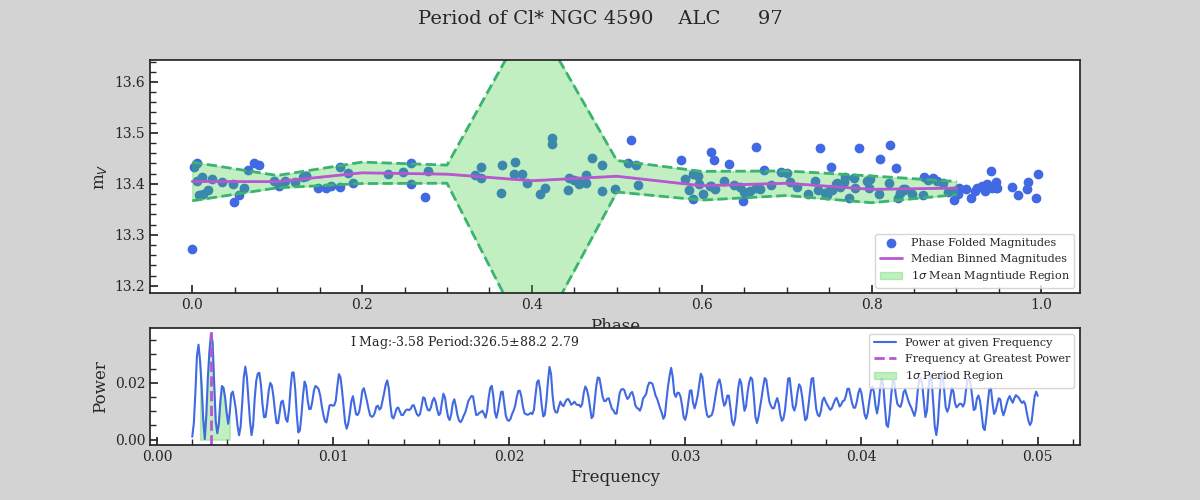 Period of Cl* NGC 4590 ALC 97
13.6
13.5
13.4
13.3
13.2
m_V
0.0 0.2 0.4 0.6 0.8 1.0
Phase
Phase Folded Magnitudes
Median Binned Magnitudes
1σ Mean Magntiude Region
I Mag:-3.58 Period:326.5±88.2 2.79
Power at given Frequency
Frequency at Greatest Power
1σ Period Region
Power
0.02
0.00
0.00 0.01 0.02 0.03 0.04 0.05
Frequency